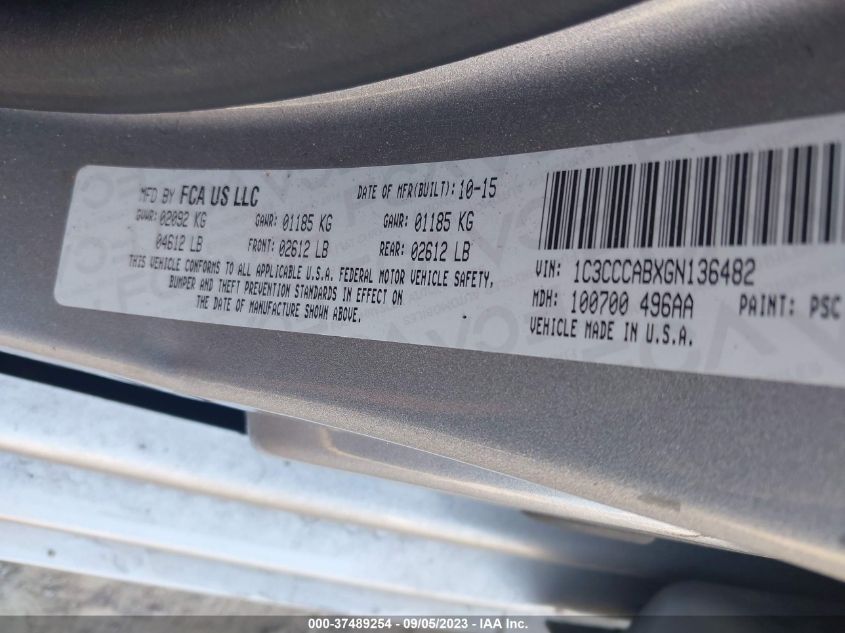 MFD BY FCA US LLC DATE OF MFR(BUILT): 10-15
GVWR: 02092 KG GAWR: 01185 KG GAWR: 01185 KG
04612 LB FRONT: 02612 LB REAR: 02612 LB
THIS VEHICLE CONFORMS TO ALL APPLICABLE U.S.A. FEDERAL MOTOR VEHICLE SAFETY,
BUMPER AND THEFT PREVENTION STANDARDS IN EFFECT ON
THE DATE OF MANUFACTURE SHOWN ABOVE.
VIN: 1C3CCCABXGN136482
MDH: 100700 496AA PAINT: PSC
VEHICLE MADE IN U.S.A.
000-37489254 - 09/05/2023 - IAA Inc.